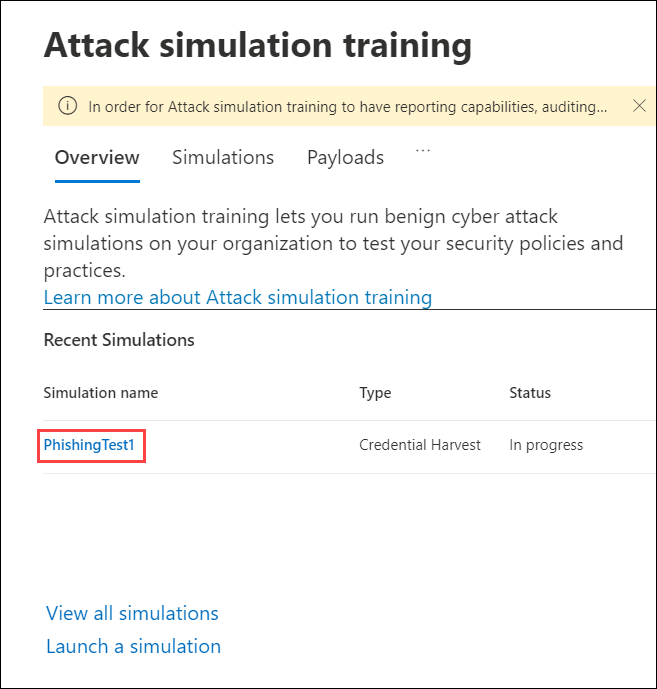 Attack simulation training
In order for Attack simulation training to have reporting capabilities, auditing...
Overview Simulations Payloads ...
Attack simulation training lets you run benign cyber attack
simulations on your organization to test your security policies and
practices.
Learn more about Attack simulation training
Recent Simulations
Simulation name Type Status
PhishingTest1 Credential Harvest In progress
View all simulations
Launch a simulation